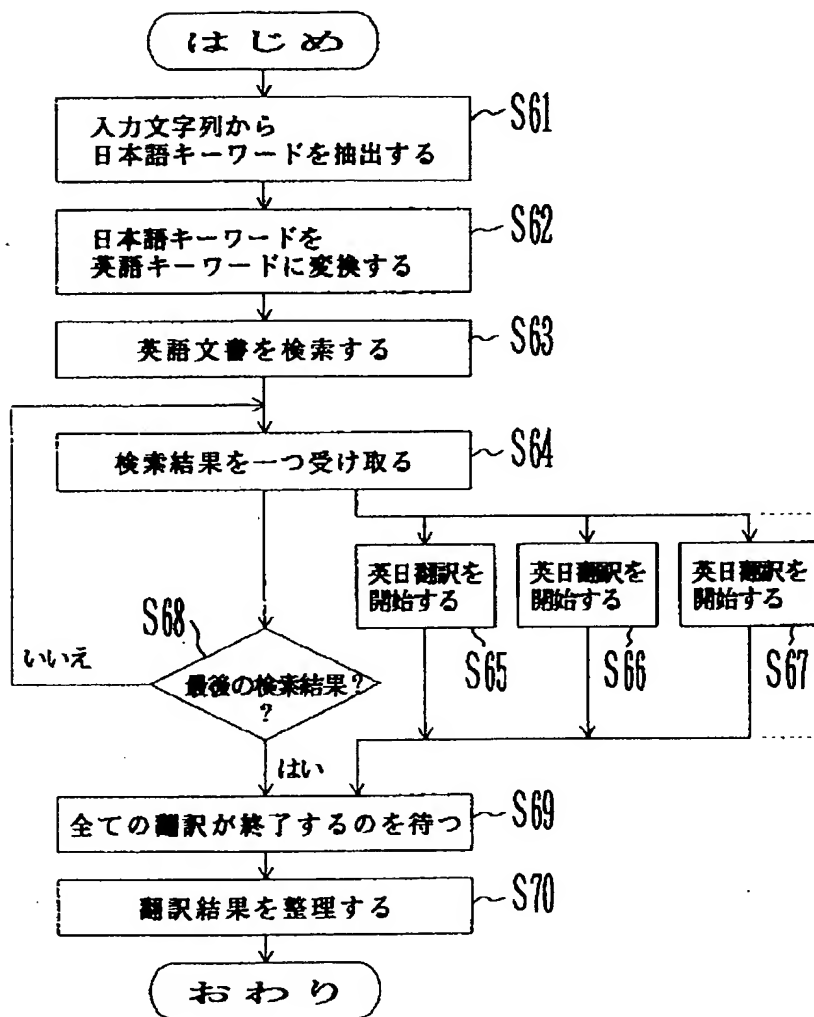 はじめ
入力文字列から
日本語キーワードを抽出する
S61
日本語キーワードを
英語キーワードに変換する
S62
英語文書を検索する
S63
検索結果を一つ受け取る
S64
英日翻訳を
開始する
S65
英日翻訳を
開始する
S66
英日翻訳を
開始する
S67
S68
いいえ
最後の検索結果?
?
はい
全ての翻訳が終了するのを待つ
S69
翻訳結果を整理する
S70
おわり